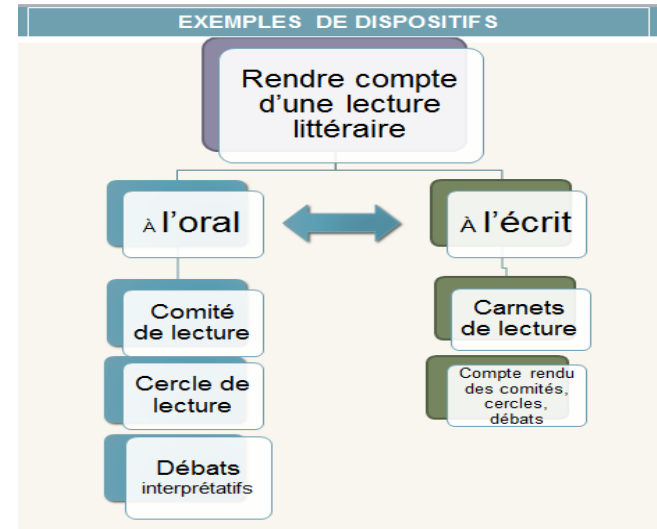 EXEMPLES DE DISPOSITIFS
Rendre compte
d'une lecture
littéraire
À l'oral
À l'écrit
Comité
de lecture
Cercle de
lecture
Débats
interprétatifs
Carnets
de lecture
Compte rendu
des comités,
cercles,
débats